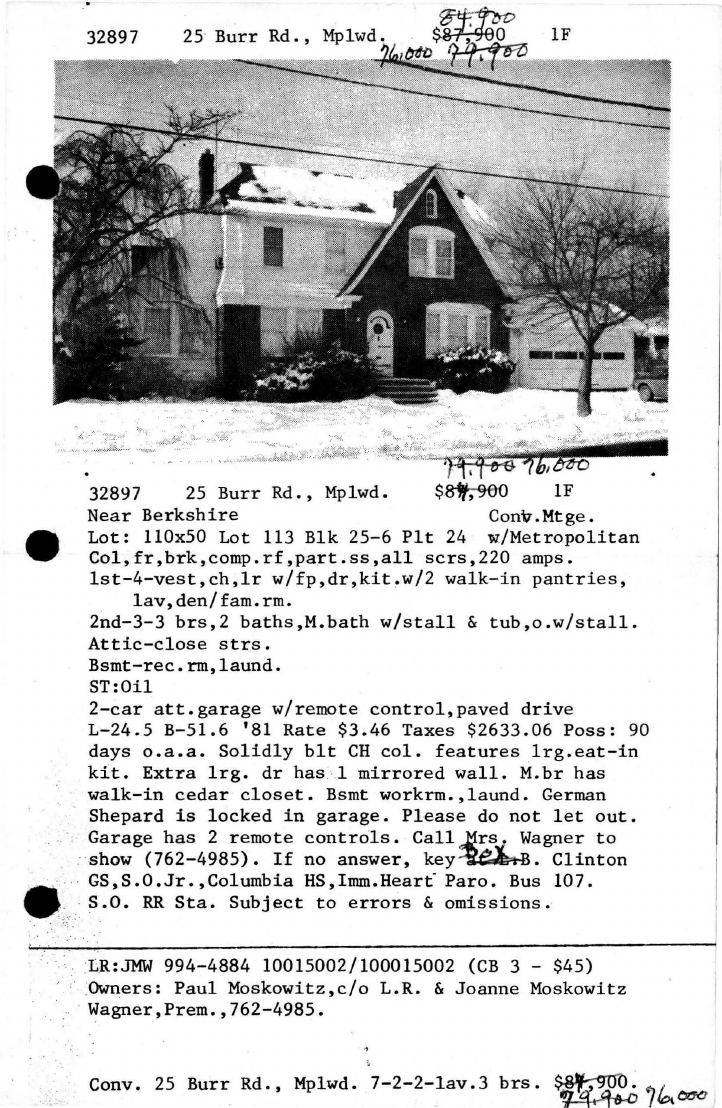 84,900
32897 25 Burr Rd., Mplwd. $87,900 1F
76,000 79,900
79,900 76,000
32897 25 Burr Rd., Mplwd. $84,900 1F
Near Berkshire Conv.Mtge.
Lot: 110x50 Lot 113 Blk 25-6 Plt 24 w/Metropolitan
Col,fr,brk,comp.rf,part.ss,all scrs,220 amps.
1st-4-vest,ch,lr w/fp,dr,kit.w/2 walk-in pantries,
lav,den/fam.rm.
2nd-3-3 brs,2 baths,M.bath w/stall & tub,o.w/stall.
Attic-close strs.
Bsmt-rec.rm,laund.
ST:Oil
2-car att.garage w/remote control,paved drive
L-24.5 B-51.6 '81 Rate $3.46 Taxes $2633.06 Poss: 90
days o.a.a. Solidly blt CH col. features lrg.eat-in
kit. Extra lrg. dr has 1 mirrored wall. M.br has
walk-in cedar closet. Bsmt workrm.,laund. German
Shepard is locked in garage. Please do not let out.
Garage has 2 remote controls. Call Mrs. Wagner to
show (762-4985). If no answer, key Box B. Clinton
GS,S.O.Jr.,Columbia HS,Imm.Heart Paro. Bus 107.
S.O. RR Sta. Subject to errors & omissions.
LR:JMW 994-4884 10015002/100015002 (CB 3 - $45)
Owners: Paul Moskowitz,c/o L.R. & Joanne Moskowitz
Wagner,Prem.,762-4985.
Conv. 25 Burr Rd., Mplwd. 7-2-2-lav.3 brs. $84,900.
79,900 76,000